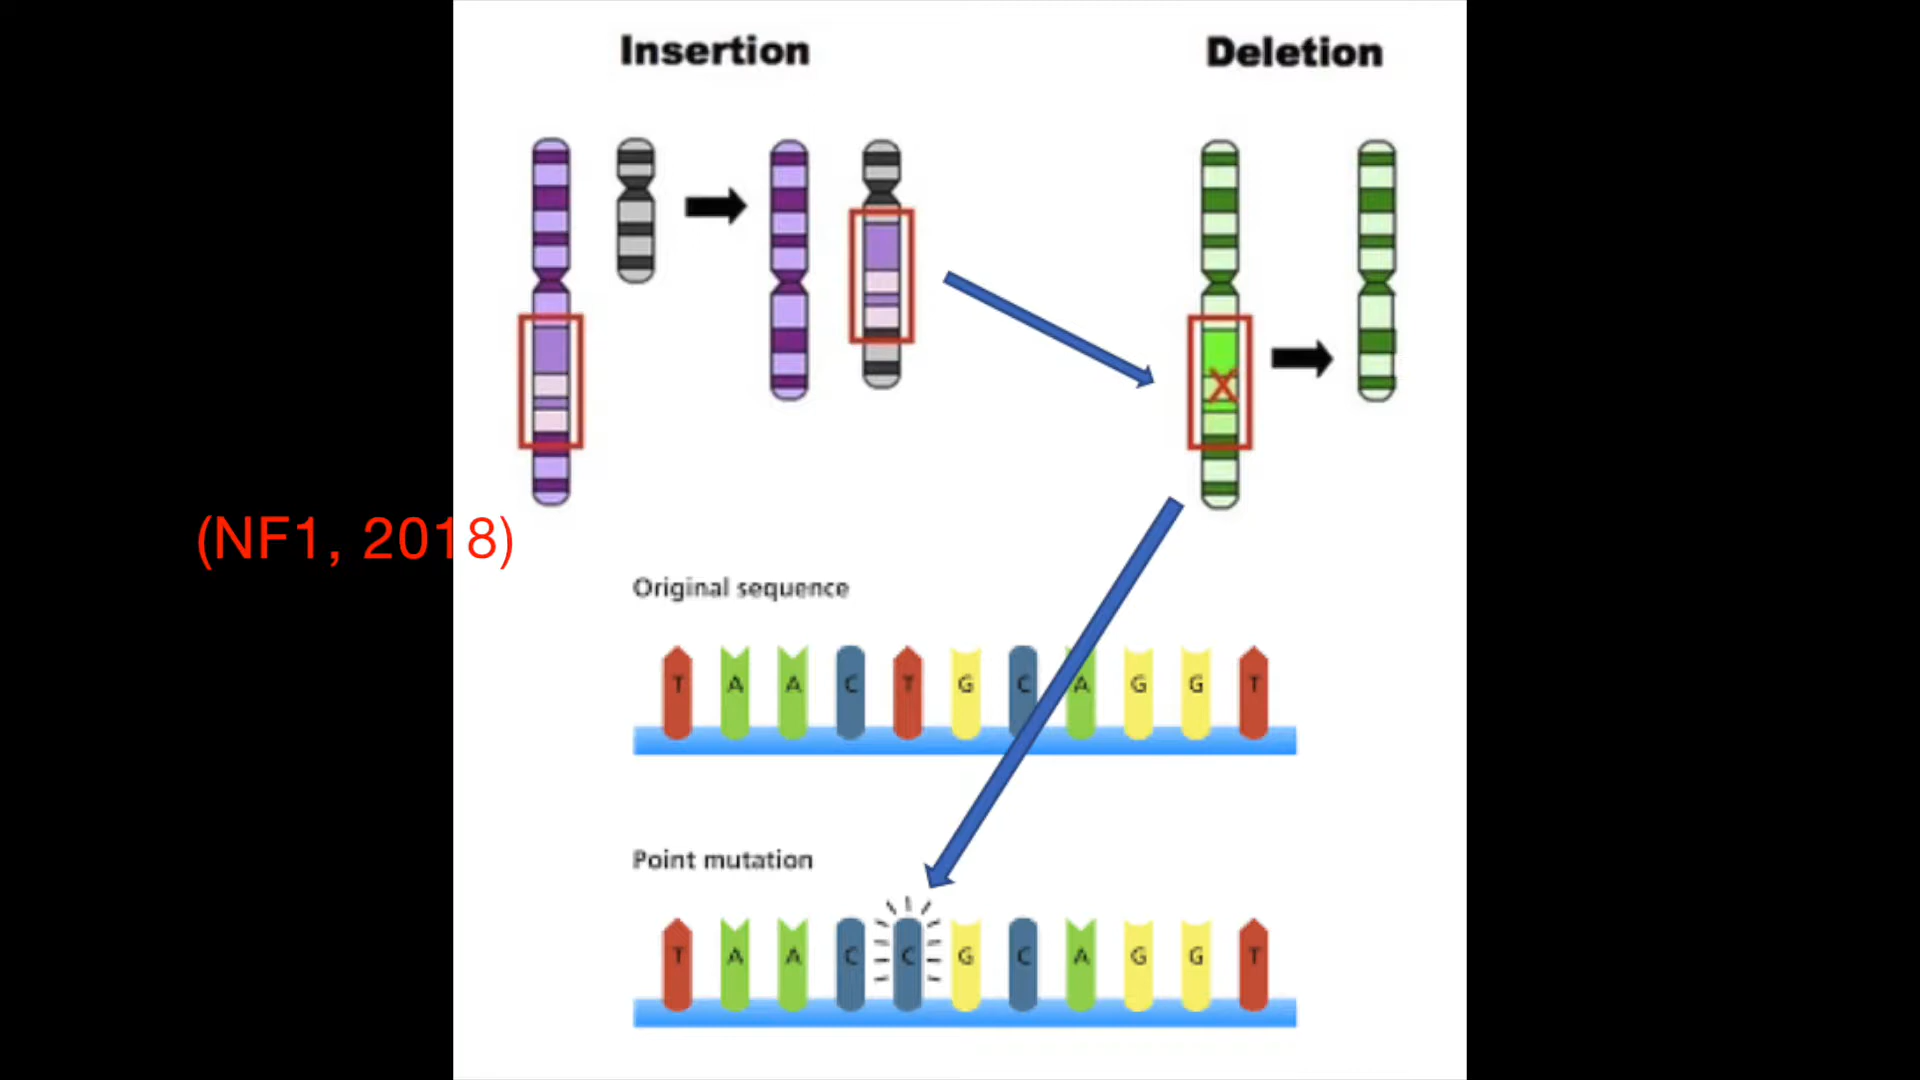 Insertion
Deletion
X
(NF1, 2018)
Original sequence
T A A C T G C A G G T
Point mutation
T A A C C G C A G G T